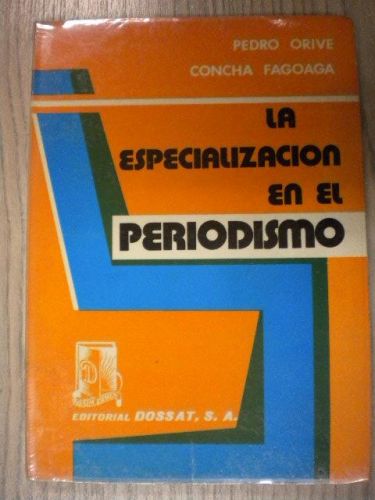 PEDRO ORIVE
CONCHA FAGOAGA
LA
ESPECIALIZACION
EN EL
PERIODISMO
EDITORIAL DOSSAT, S. A.